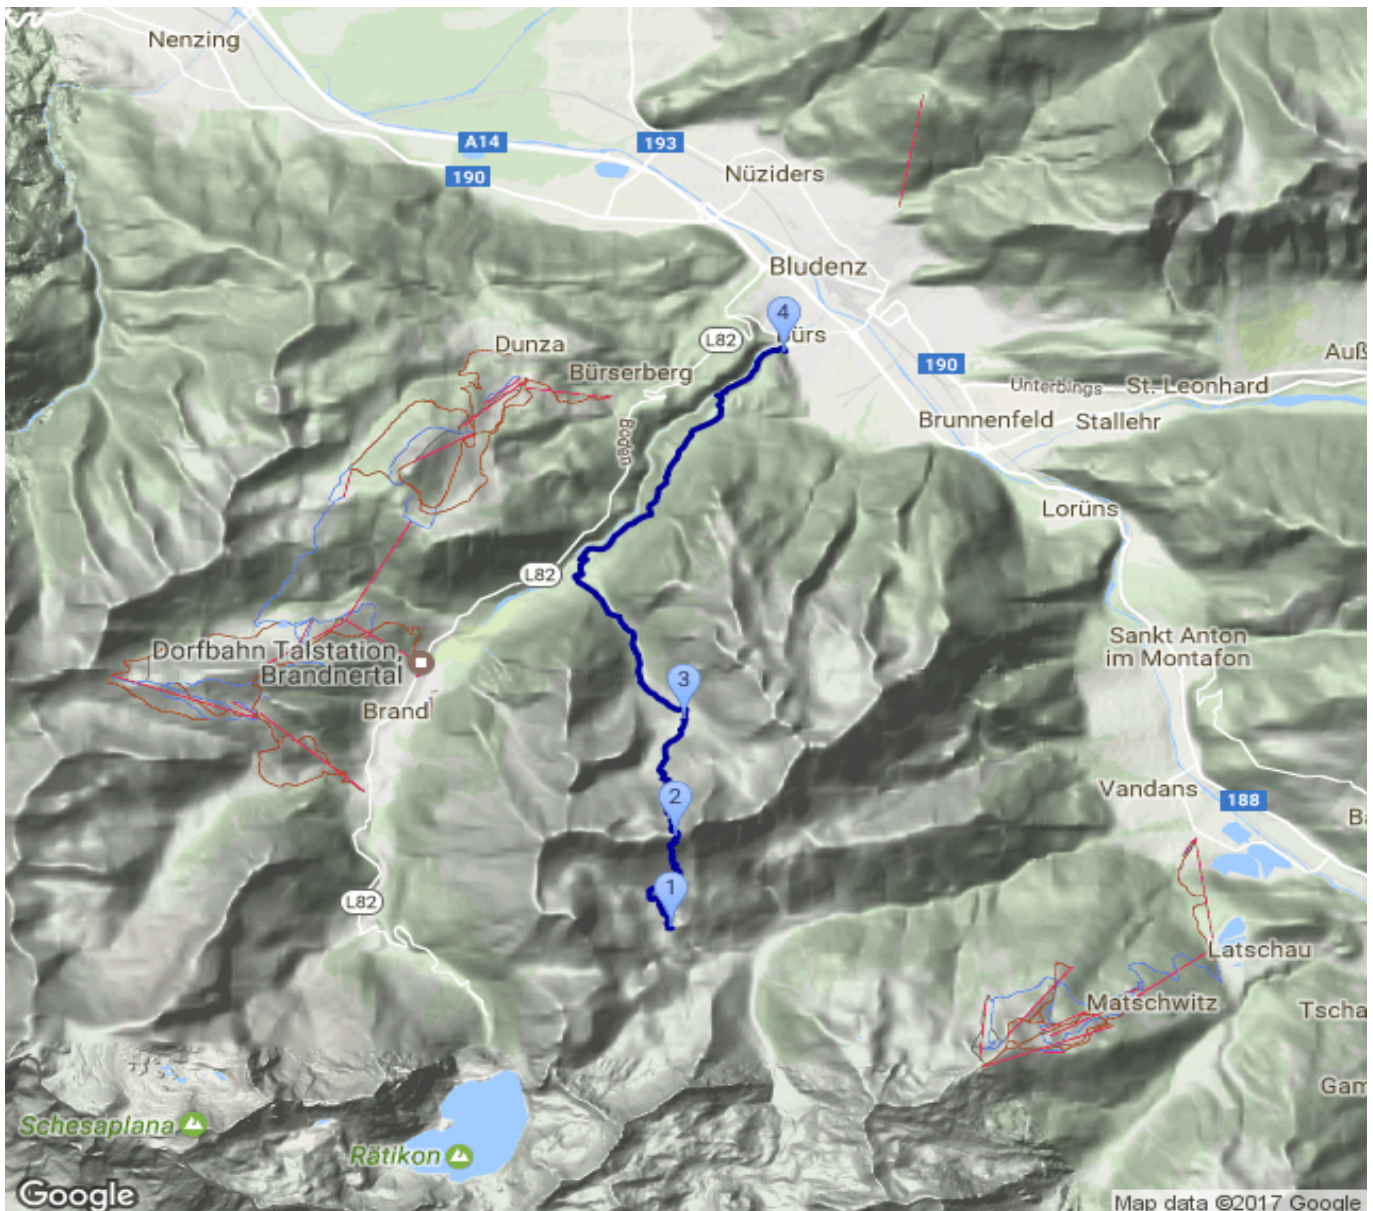 Nenzing
A14
193
190
Nüziders
Bludenz
4
Dunza
L82
ürs
Bürserberg
190
Auß
Unterbings
St. Leonhard
Brunnenfeld
Stallehr
Boden
Lorüns
L82
Sankt Anton
im Montafon
Dorfbahn Talstation,
Brandnertal
3
Brand
Vandans
2
188
Ba
1
L82
Latschau
Matschwitz
Tscha
Gam
Schesaplana
Rätikon
Google
Map data ©2017 Google